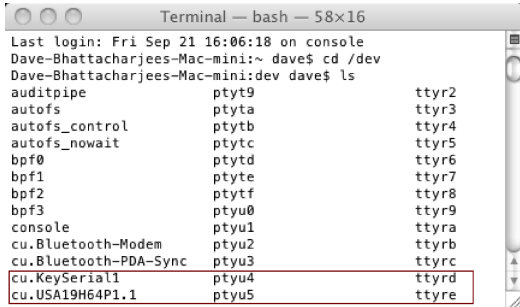 Terminal — bash — 58×16
Last login: Fri Sep 21 16:06:18 on console
Dave-Bhattacharjees-Mac-mini:~ dave$ cd /dev
Dave-Bhattacharjees-Mac-mini:dev dave$ ls
auditpipe ptyt9 ttyr2
autofs ptyta ttyr3
autofs_control ptytb ttyr4
autofs_nowait ptytc ttyr5
bpf0 ptytd ttyr6
bpf1 ptyte ttyr7
bpf2 ptytf ttyr8
bpf3 ptyu0 ttyr9
console ptyu1 ttyra
cu.Bluetooth-Modem ptyu2 ttyrb
cu.Bluetooth-PDA-Sync ptyu3 ttyrc
cu.KeySerial1 ptyu4 ttyrd
cu.USA19H64P1.1 ptyu5 ttyre